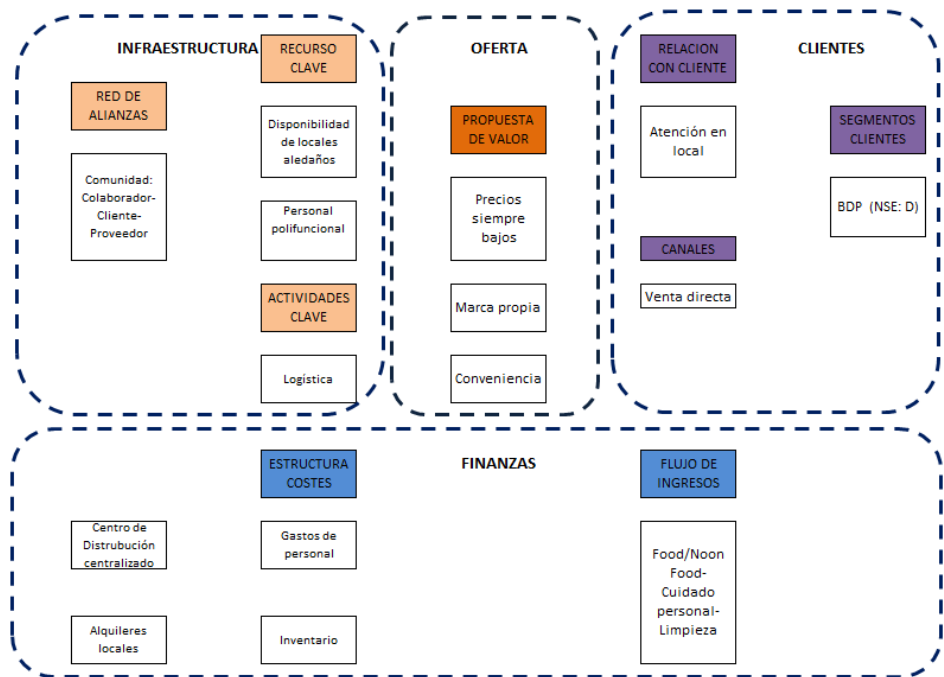 INFRAESTRUCTURA
RECURSO
CLAVE
RED DE
ALIANZAS
Disponibilidad
de locales
aledaños
Comunidad:
Colaborador-
Cliente-
Proveedor
Personal
polifuncional
ACTIVIDADES
CLAVE
Logística
OFERTA
PROPUESTA
DE VALOR
Precios
siempre
bajos
Marca propia
Conveniencia
RELACION
CON CLIENTE
CLIENTES
Atención en
local
SEGMENTOS
CLIENTES
BDP (NSE: D)
CANALES
Venta directa
ESTRUCTURA
COSTES
FINANZAS
FLUJO DE
INGRESOS
Centro de
Distrubución
centralizado
Gastos de
personal
Alquileres
locales
Inventario
Food/Noon
Food-
Cuidado
personal-
Limpieza